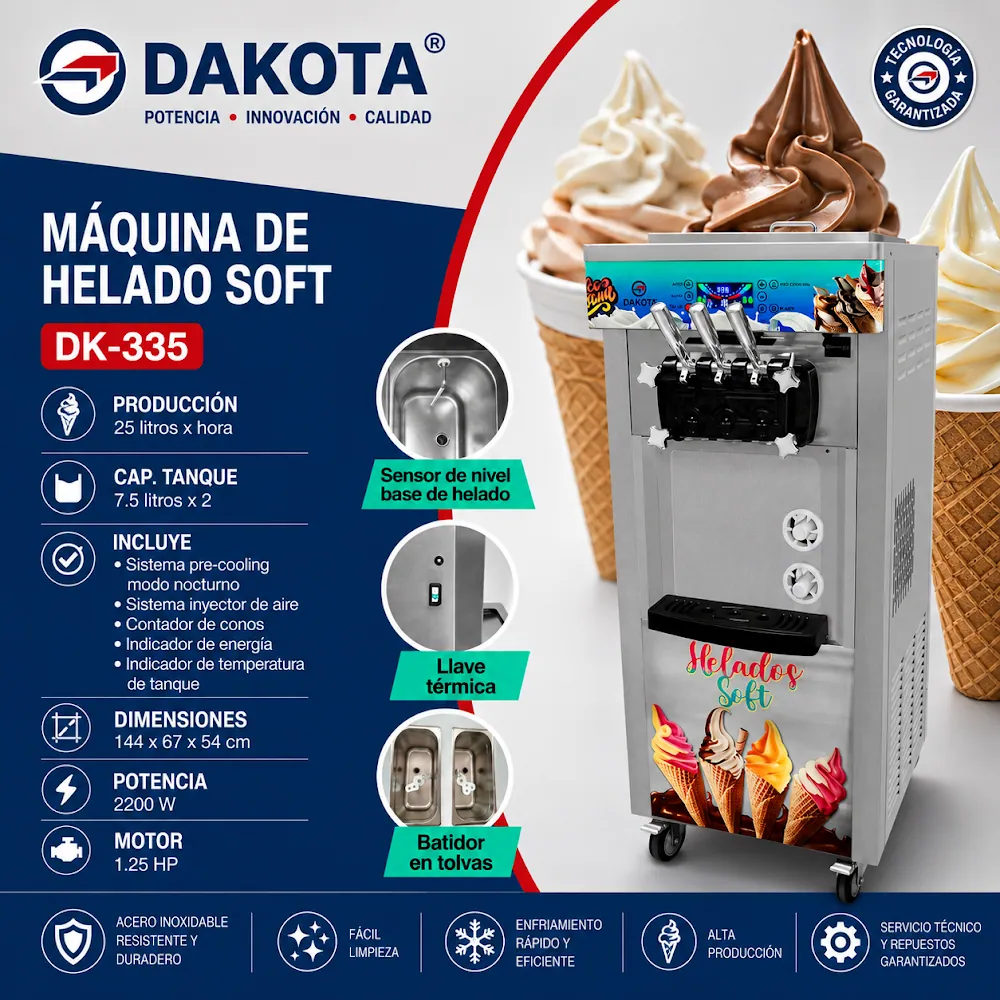 DAKOTA®
POTENCIA • INNOVACIÓN • CALIDAD
TECNOLOGÍA
GARANTIZADA
MÁQUINA DE
HELADO SOFT
DK-335
PRODUCCIÓN
25 litros x hora
CAP. TANQUE
7.5 litros x 2
INCLUYE
• Sistema pre-cooling
modo nocturno
• Sistema inyector de aire
• Contador de conos
• Indicador de energía
• Indicador de temperatura
de tanque
DIMENSIONES
144 x 67 x 54 cm
POTENCIA
2200 W
MOTOR
1.25 HP
Sensor de nivel
base de helado
Llave
térmica
Batidor
en tolvas
DAKOTA
Helados
Soft
ACERO INOXIDABLE
RESISTENTE Y
DURADERO
FÁCIL
LIMPIEZA
ENFRIAMIENTO
RÁPIDO Y
EFICIENTE
ALTA
PRODUCCIÓN
SERVICIO TÉCNICO
Y REPUESTOS
GARANTIZADOS